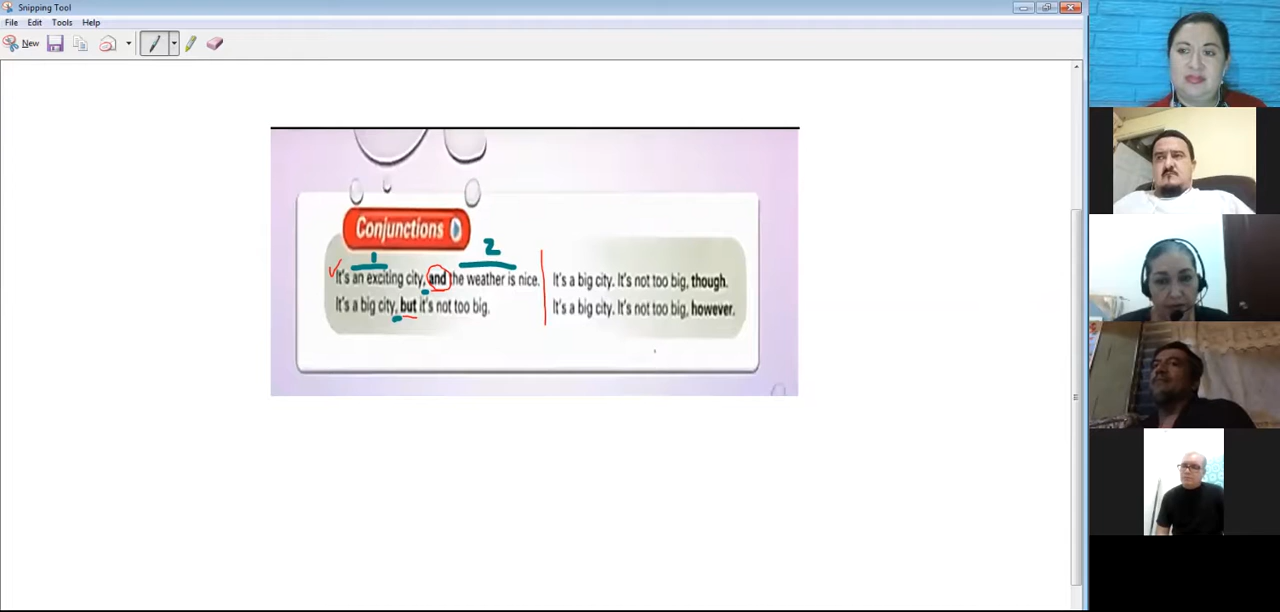 Snipping Tool
File Edit Tools Help
New
Conjunctions
1 2
It's an exciting city, and the weather is nice.
It's a big city, but it's not too big.
It's a big city. It's not too big, though.
It's a big city. It's not too big, however.